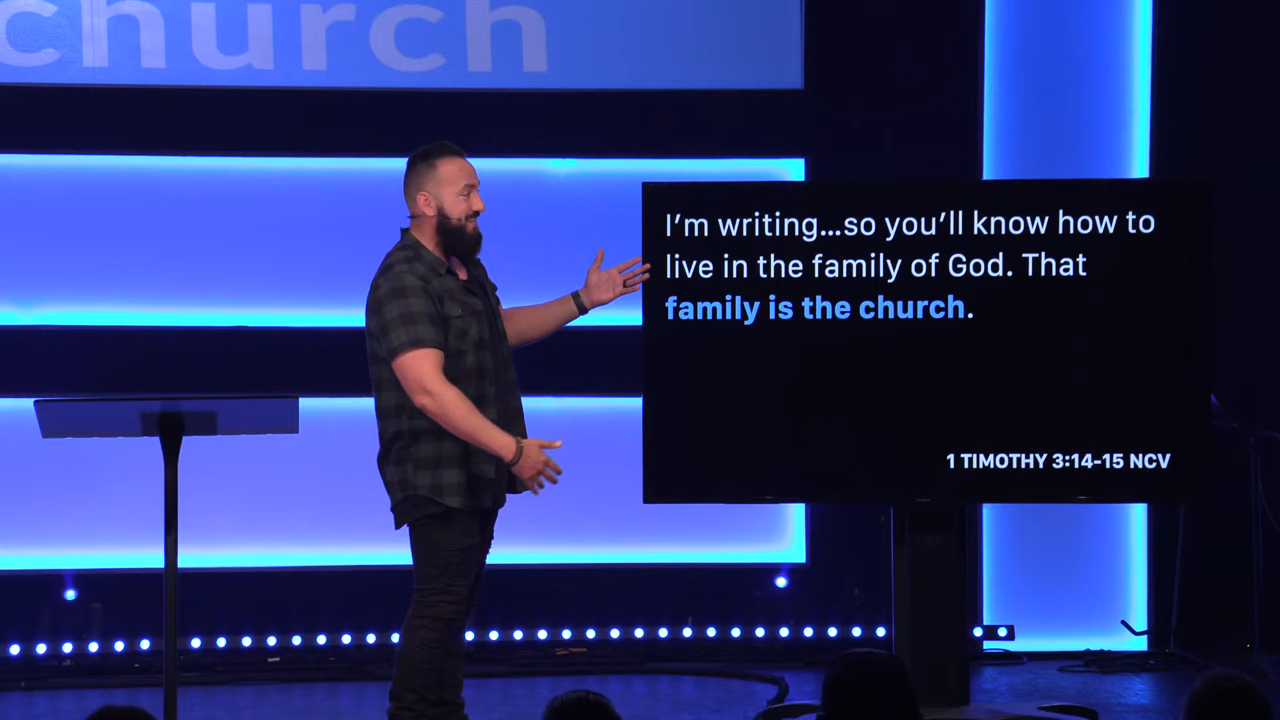 church
I'm writing...so you'll know how to
live in the family of God. That
family is the church.
1 TIMOTHY 3:14-15 NCV